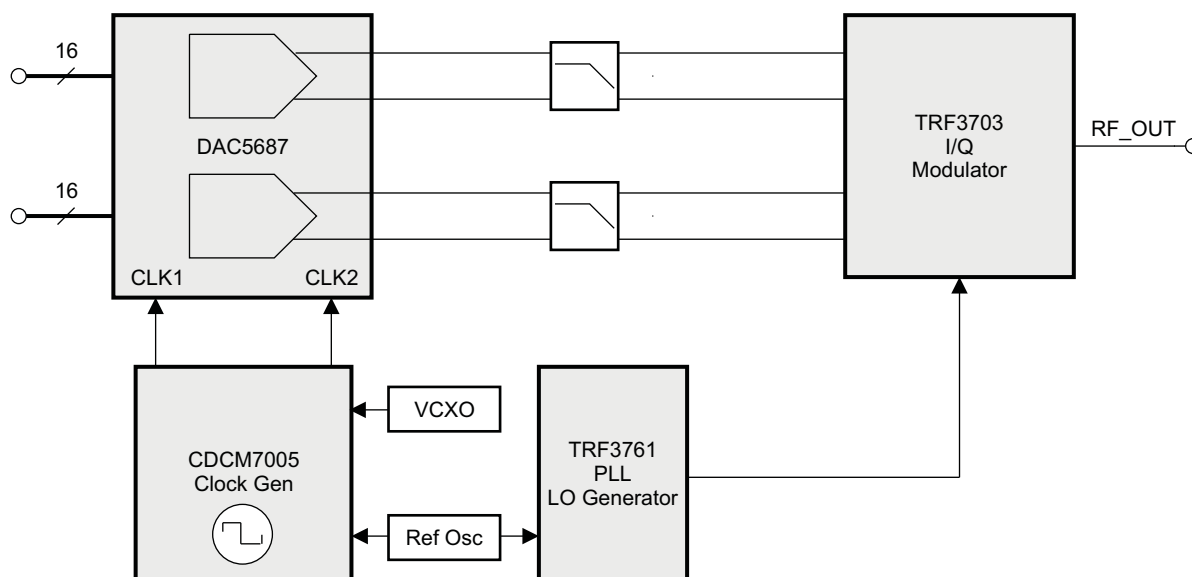 16
DAC5687
16
CLK1
CLK2
TRF3703
I/Q
Modulator
RF_OUT
VCXO
CDCM7005
Clock Gen
Ref Osc
TRF3761
PLL
LO Generator